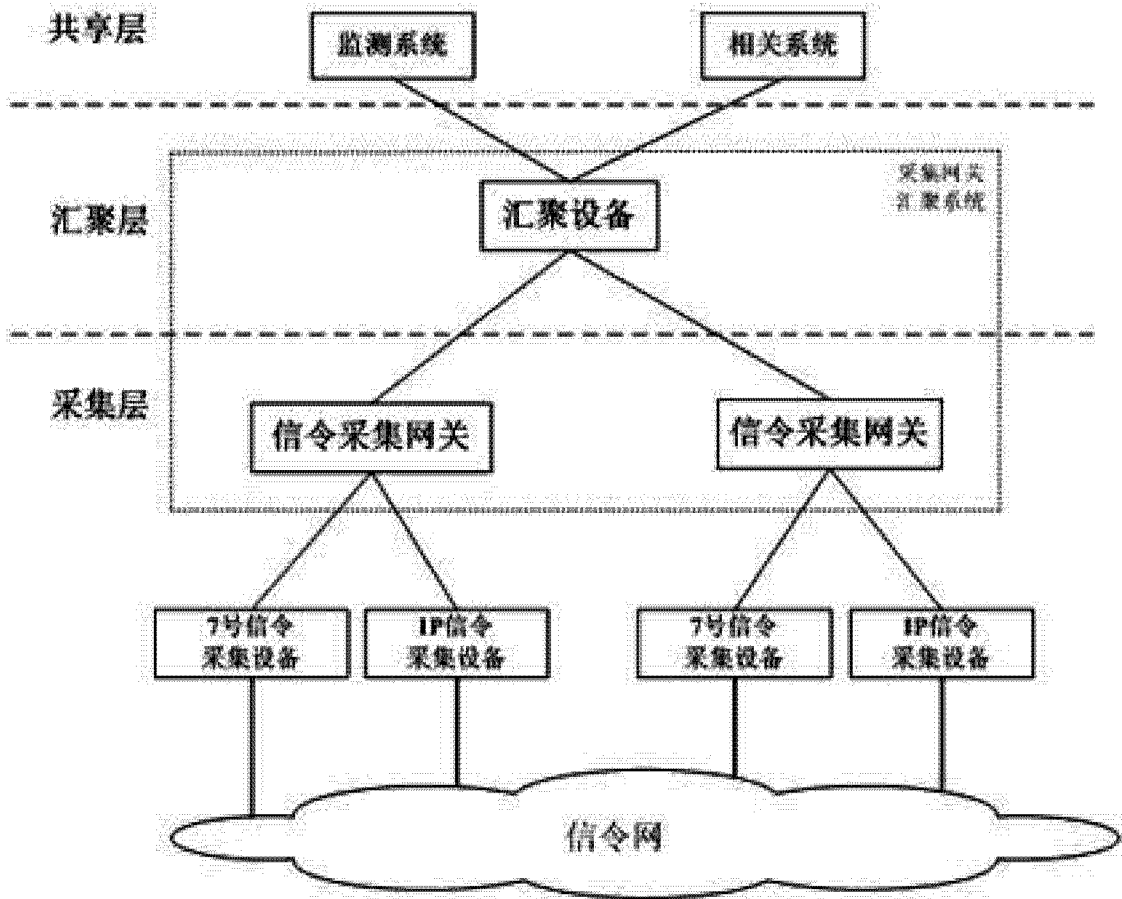 共享层
监测系统
相关系统
采集网关
汇聚系统
汇聚层
汇聚设备
采集层
信令采集网关
信令采集网关
7号信令
采集设备
IP信令
采集设备
7号信令
采集设备
IP信令
采集设备
信令网